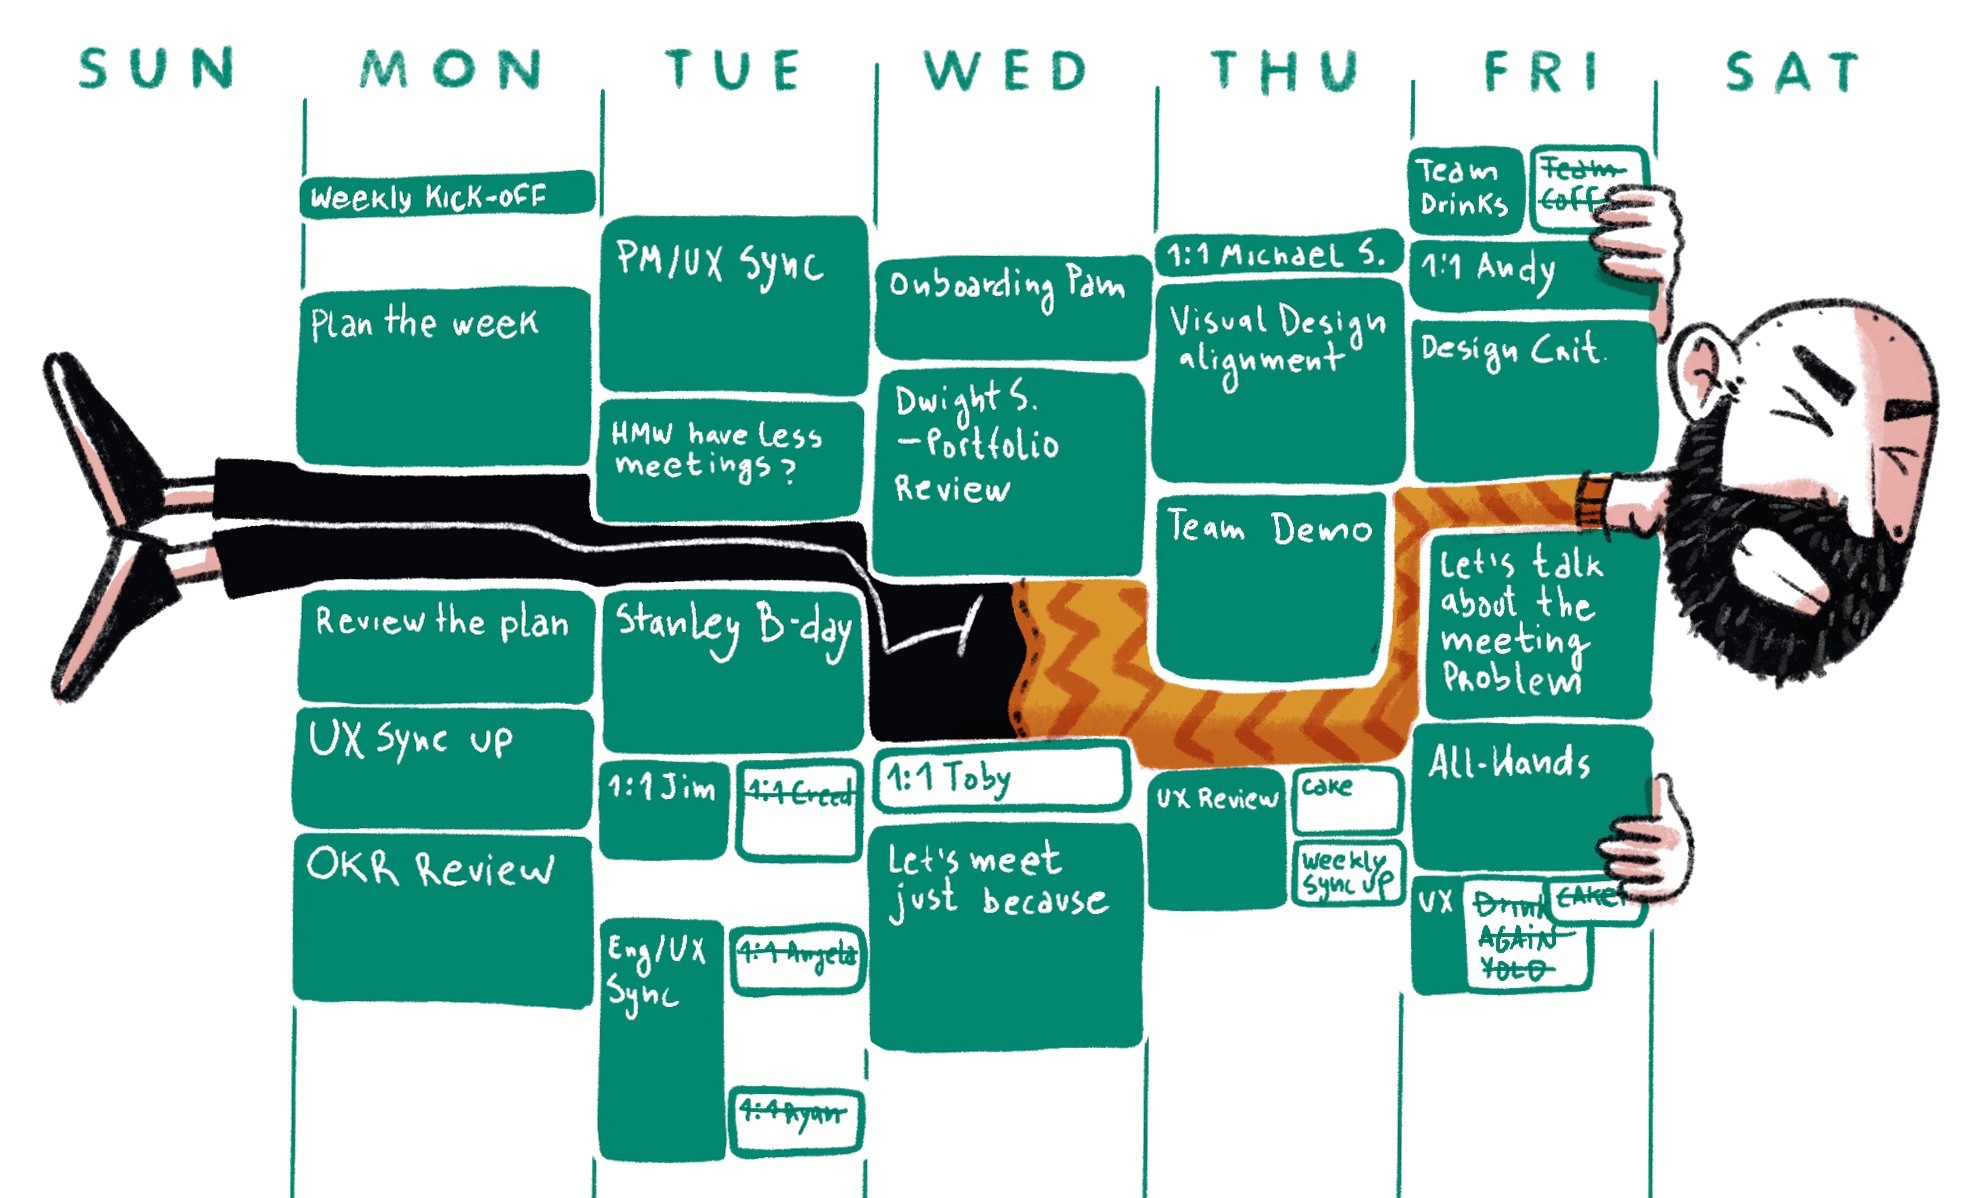 SUN MON TUE WED THU FRI SAT
Weekly Kick-off
Plan the week
Review the plan
UX Sync up
OKR Review
PM/UX Sync
HMW have less
meetings?
Stanley B-day
1:1 Jim
1:1 Creed
Eng/UX
Sync
1:1 Angela
1:1 Ryan
Onboarding Pam
Dwight S.
-Portfolio
Review
1:1 Toby
Let's meet
just because
1:1 Michael S.
Visual Design
alignment
Team Demo
UX Review
Cake
Weekly
Sync up
Team
Drinks
Team
Coff
1:1 Andy
Design Crit.
Let's talk
about the
meeting
Problem
All-Hands
UX
Drink
AGAIN
YOLO
CAKE